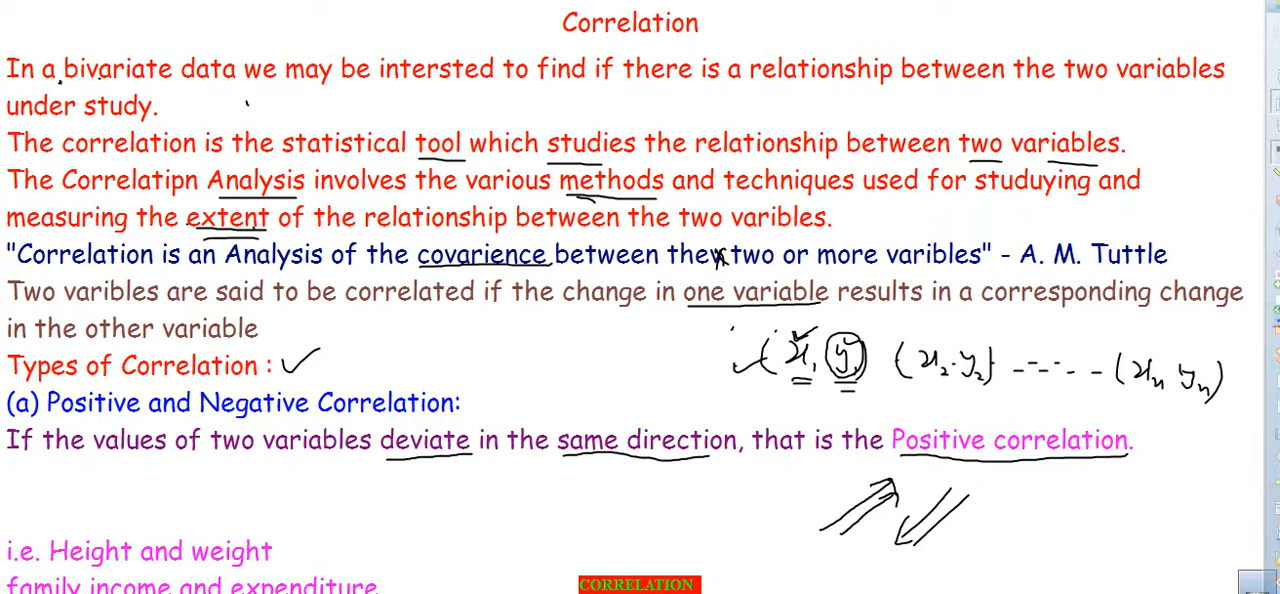 Correlation
In a bivariate data we may be intersted to find if there is a relationship between the two variables
under study.
The correlation is the statistical tool which studies the relationship between two variables.
The Correlatipn Analysis involves the various methods and techniques used for studuying and
measuring the extent of the relationship between the two varibles.
"Correlation is an Analysis of the covarience between the two or more varibles" - A. M. Tuttle
Two varibles are said to be correlated if the change in one variable results in a corresponding change
in the other variable
Types of Correlation :
(x₁, y₁) (x₂, y₂) ------- (xₙ yₙ)
(a) Positive and Negative Correlation:
If the values of two variables deviate in the same direction, that is the Positive correlation.
i.e. Height and weight
family income and expenditure
CORRELATION